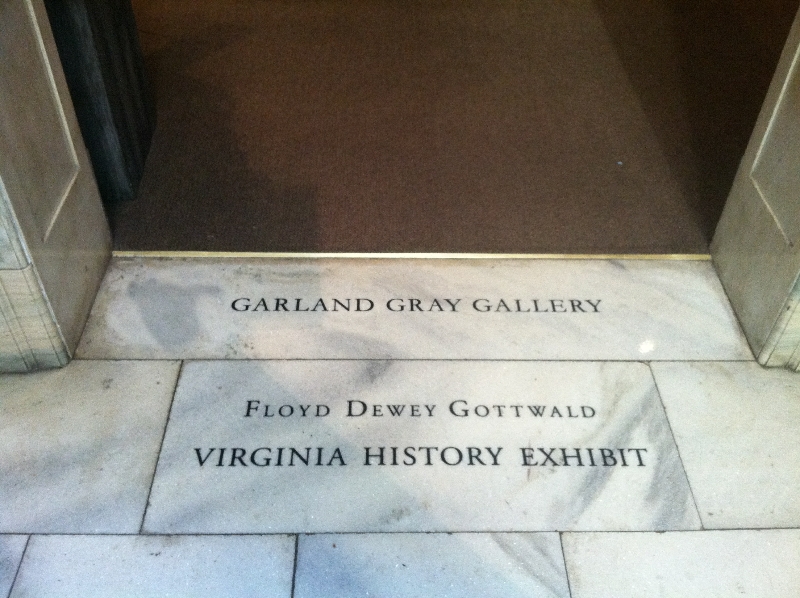 GARLAND GRAY GALLERY
FLOYD DEWEY GOTTWALD
VIRGINIA HISTORY EXHIBIT